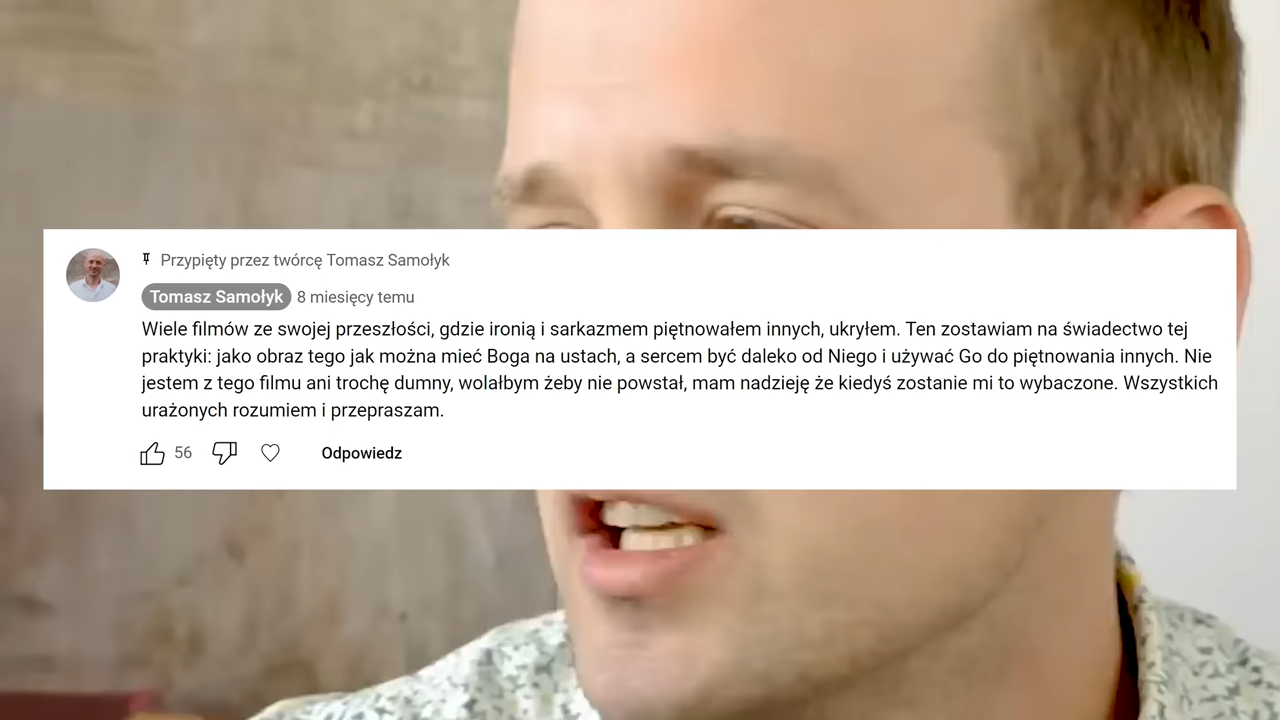 Przypięty przez twórcę Tomasz Samołyk
Tomasz Samołyk 8 miesięcy temu
Wiele filmów ze swojej przeszłości, gdzie ironią i sarkazmem piętnowałem innych, ukryłem. Ten zostawiam na świadectwo tej
praktyki: jako obraz tego jak można mieć Boga na ustach, a sercem być daleko od Niego i używać Go do piętnowania innych. Nie
jestem z tego filmu ani trochę dumny, wolałbym żeby nie powstał, mam nadzieję że kiedyś zostanie mi to wybaczone. Wszystkich
urażonych rozumiem i przepraszam.
56 Odpowiedz